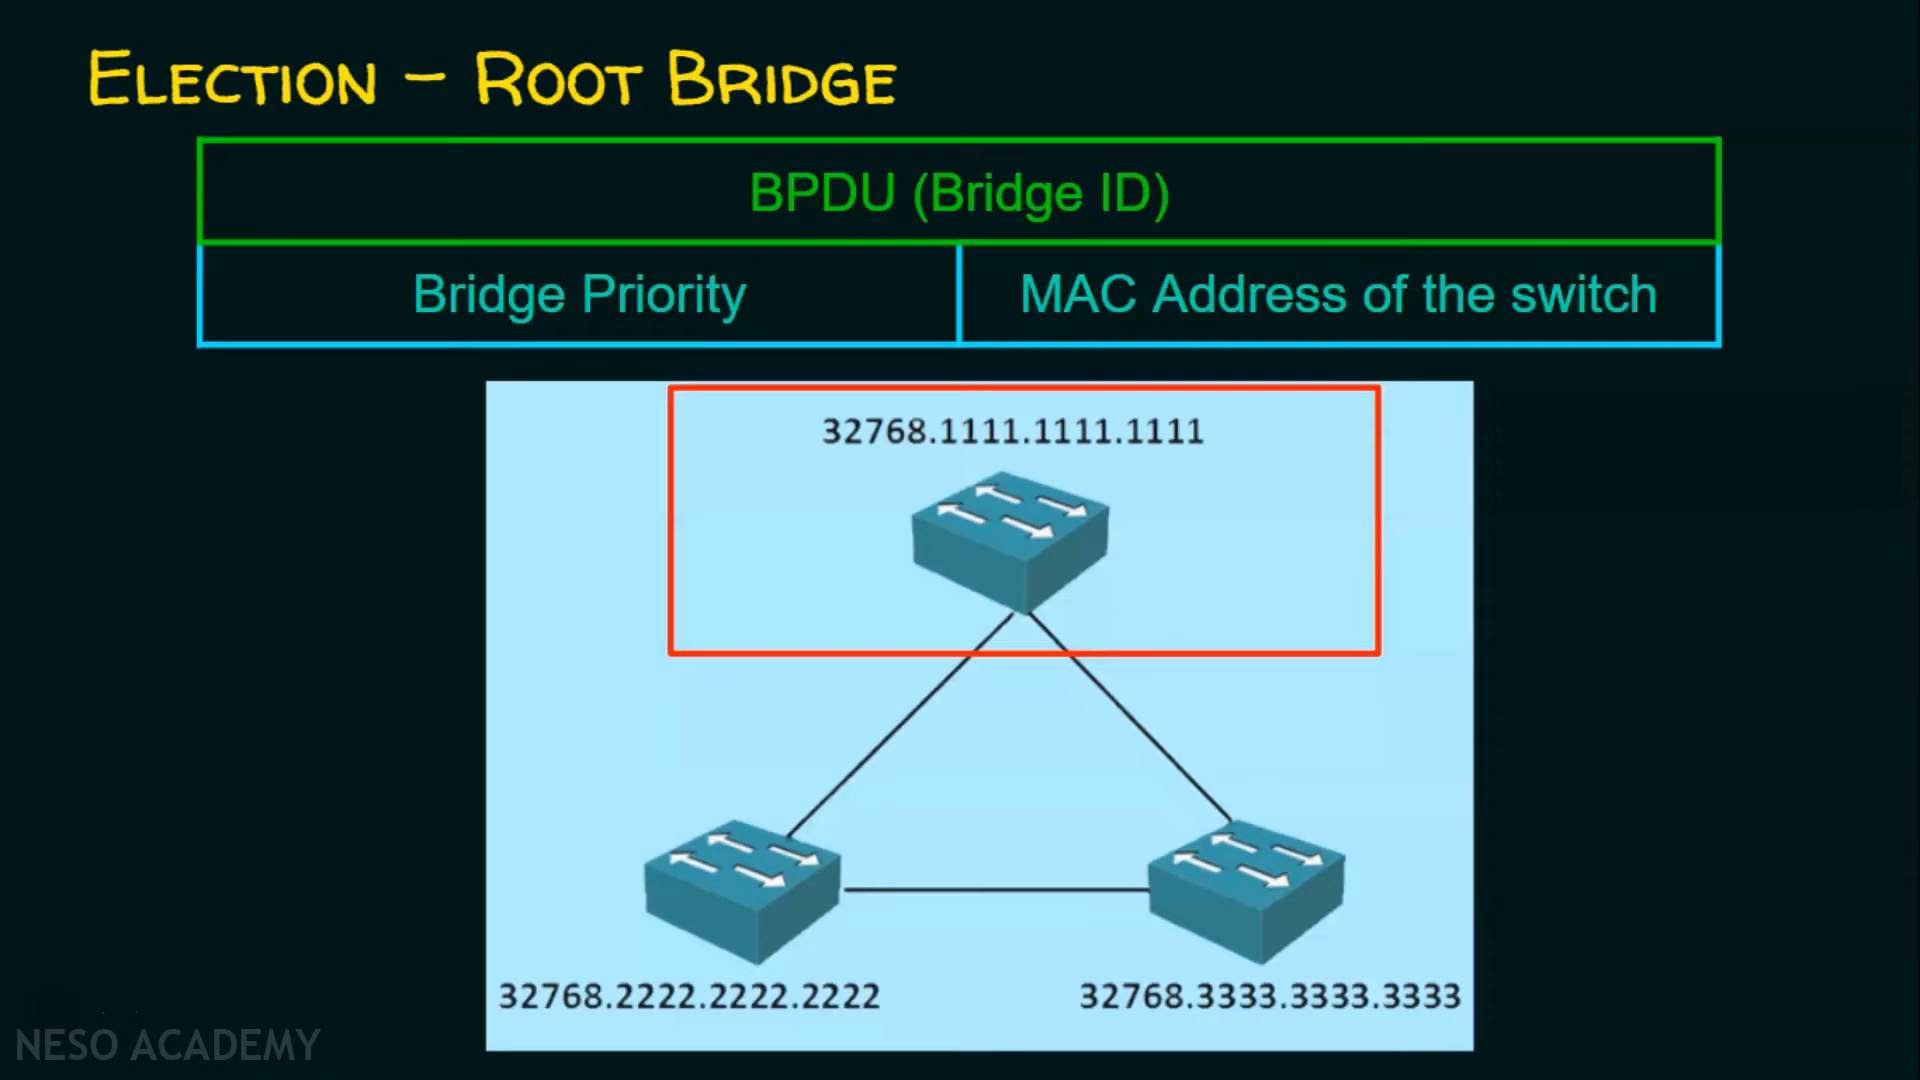 ELECTION – ROOT BRIDGE
BPDU (Bridge ID)
Bridge Priority
MAC Address of the switch
32768.1111.1111.1111
32768.2222.2222.2222
32768.3333.3333.3333
NESO ACADEMY